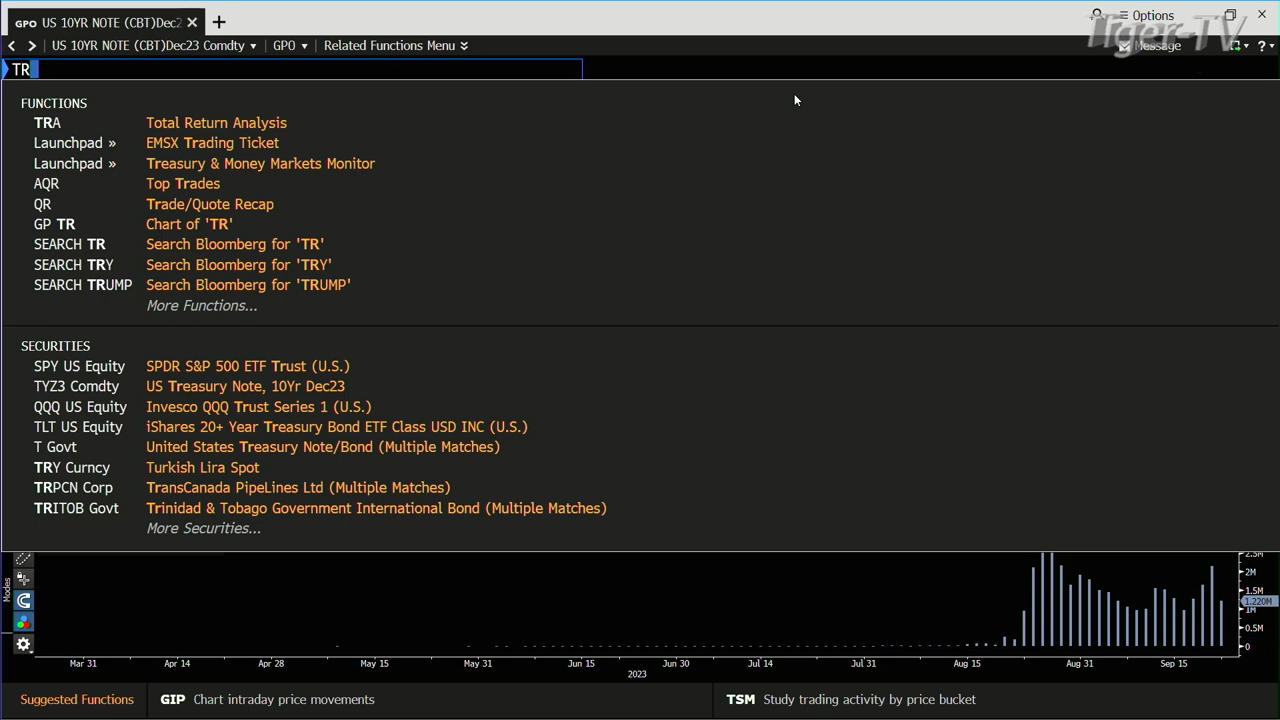 GPO US 10YR NOTE (CBT)Dec2
Options
US 10YR NOTE (CBT)Dec23 Comdty GPO Related Functions Menu
Tiger-TV
Message
?
TR
FUNCTIONS
TRA Total Return Analysis
Launchpad » EMSX Trading Ticket
Launchpad » Treasury & Money Markets Monitor
AQR Top Trades
QR Trade/Quote Recap
GP TR Chart of 'TR'
SEARCH TR Search Bloomberg for 'TR'
SEARCH TRY Search Bloomberg for 'TRY'
SEARCH TRUMP Search Bloomberg for 'TRUMP'
More Functions...
SECURITIES
SPY US Equity SPDR S&P 500 ETF Trust (U.S.)
TYZ3 Comdty US Treasury Note, 10Yr Dec23
QQQ US Equity Invesco QQQ Trust Series 1 (U.S.)
TLT US Equity iShares 20+ Year Treasury Bond ETF Class USD INC (U.S.)
T Govt United States Treasury Note/Bond (Multiple Matches)
TRY Curncy Turkish Lira Spot
TRPCN Corp TransCanada PipeLines Ltd (Multiple Matches)
TRITOB Govt Trinidad & Tobago Government International Bond (Multiple Matches)
More Securities...
2.5M
2M
1.5M
1.220M
1M
0.5M
0
Modes
Mar 31 Apr 14 Apr 28 May 15 May 31 Jun 15 Jun 30 Jul 14 Jul 31 Aug 15 Aug 31 Sep 15
2023
Suggested Functions GIP Chart intraday price movements TSM Study trading activity by price bucket